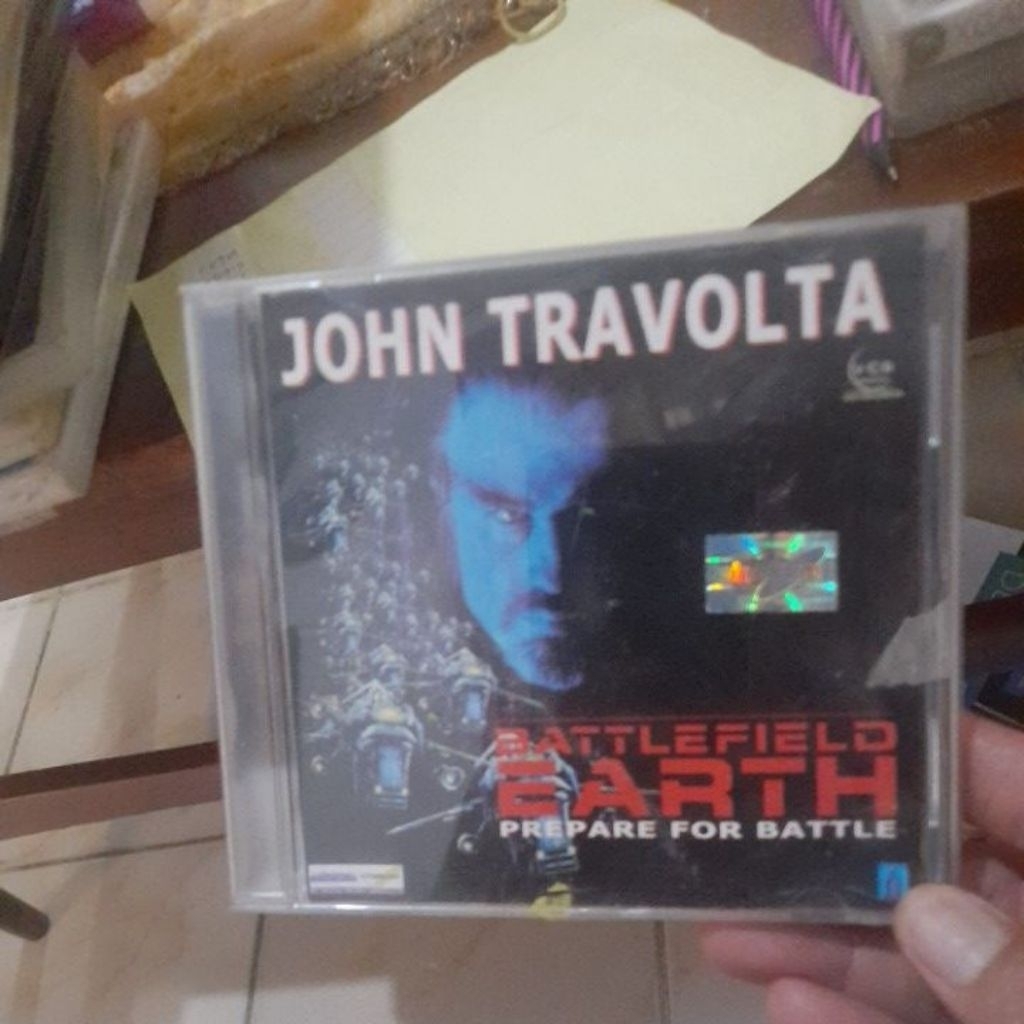 JOHN TRAVOLTA
BATTLEFIELD
EARTH
PREPARE FOR BATTLE